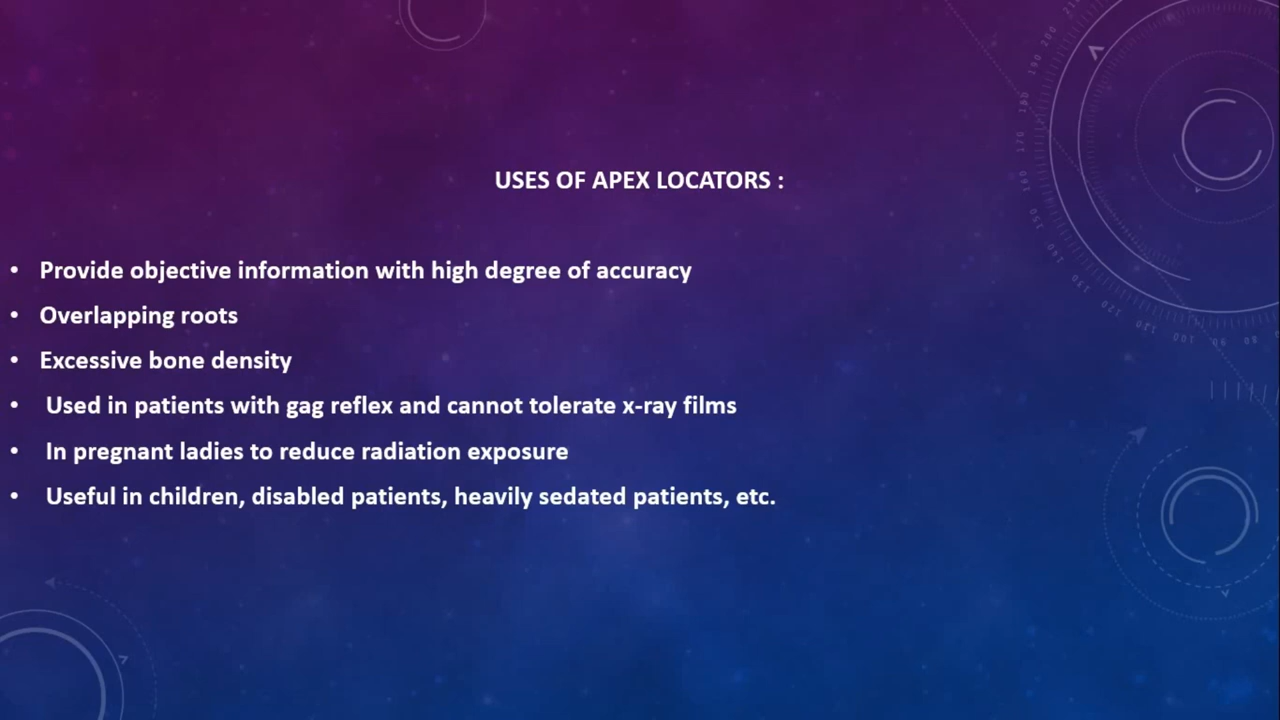 USES OF APEX LOCATORS :
• Provide objective information with high degree of accuracy
• Overlapping roots
• Excessive bone density
• Used in patients with gag reflex and cannot tolerate x-ray films
• In pregnant ladies to reduce radiation exposure
• Useful in children, disabled patients, heavily sedated patients, etc.